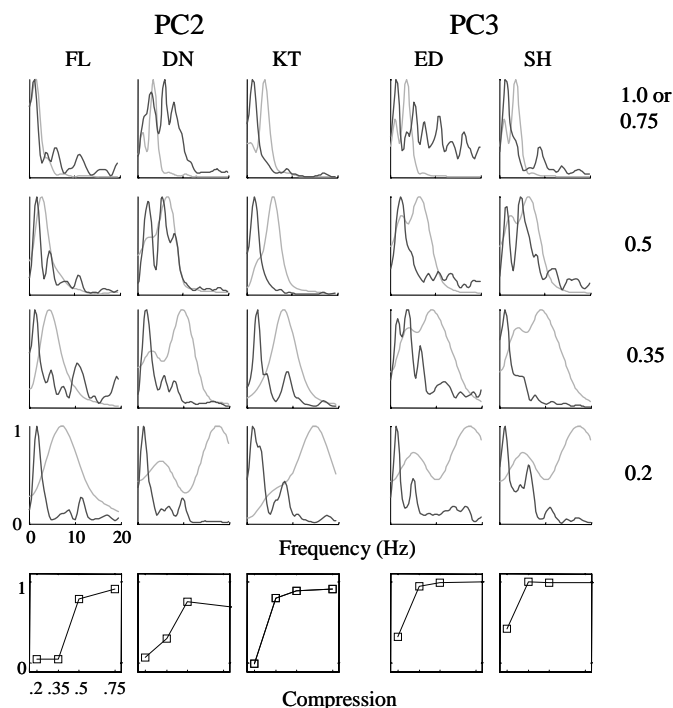 PC2 PC3
FL DN KT ED SH
1.0 or
0.75
0.5
0.35
1
0.2
0
0 10 20
Frequency (Hz)
1
0
.2 .35 .5 .75
Compression